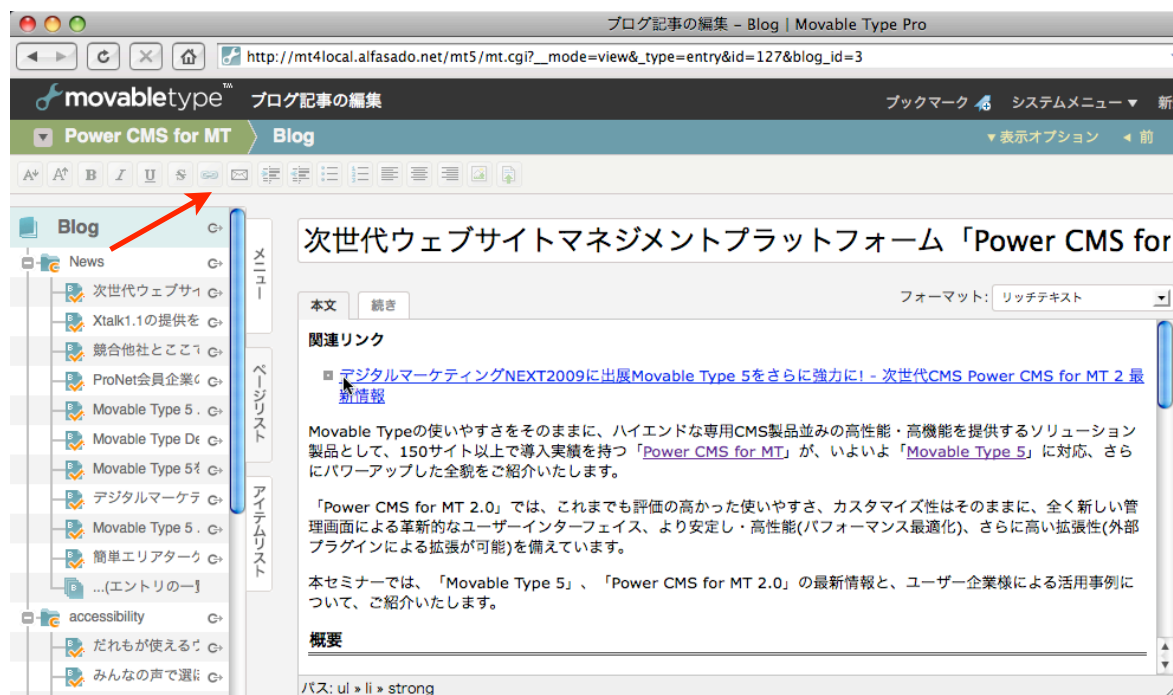 ブログ記事の編集 – Blog | Movable Type Pro
http://mt4local.alfasado.net/mt5/mt.cgi?__mode=view&_type=entry&id=127&blog_id=3
movabletype™ ブログ記事の編集 ブックマーク システムメニュー ▼ 新
Power CMS for MT Blog ▼表示オプション ◀ 前
B I U S
Blog
News
次世代ウェブサイ
Xtalk1.1の提供を
競合他社とここで
ProNet会員企業の
Movable Type 5 .
Movable Type De
Movable Type 5を
デジタルマーケテ
Movable Type 5 .
簡単エリアターゲ
...(エントリの一覧
accessibility
だれもが使えるウ
みんなの声で選ば
メニュー
ページリスト
アイテムリスト
次世代ウェブサイトマネジメントプラットフォーム「Power CMS for
本文 続き フォーマット: リッチテキスト
関連リンク
デジタルマーケティングNEXT2009に出展Movable Type 5をさらに強力に! - 次世代CMS Power CMS for MT 2 最
新情報
Movable Typeの使いやすさをそのままに、ハイエンドな専用CMS製品並みの高性能・高機能を提供するソリューション
製品として、150サイト以上で導入実績を持つ「Power CMS for MT」が、いよいよ「Movable Type 5」に対応、さら
にパワーアップした全貌をご紹介いたします。
「Power CMS for MT 2.0」では、これまでも評価の高かった使いやすさ、カスタマイズ性はそのままに、全く新しい管
理画面による革新的なユーザーインターフェイス、より安定し・高性能(パフォーマンス最適化)、さらに高い拡張性(外部
プラグインによる拡張が可能)を備えています。
本セミナーでは、「Movable Type 5」、「Power CMS for MT 2.0」の最新情報と、ユーザー企業様による活用事例に
ついて、ご紹介いたします。
概要
パス: ul » li » strong